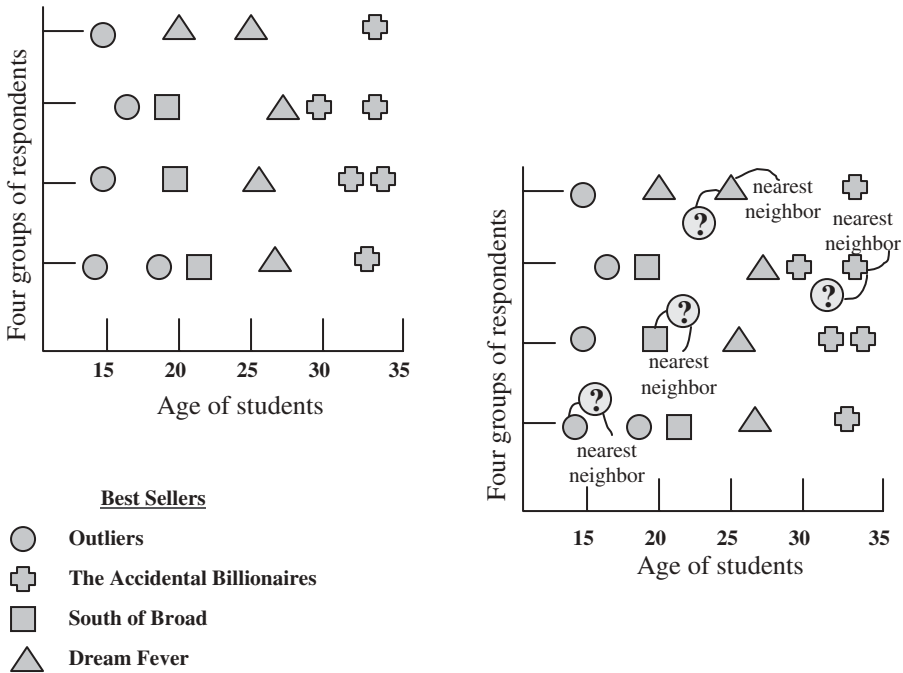 Four groups of respondents
15 20 25 30 35
Age of students
Four groups of respondents
?
nearest
neighbor
nearest
neighbor
?
?
nearest
neighbor
?
nearest
neighbor
15 20 25 30 35
Age of students
Best Sellers
Outliers
The Accidental Billionaires
South of Broad
Dream Fever